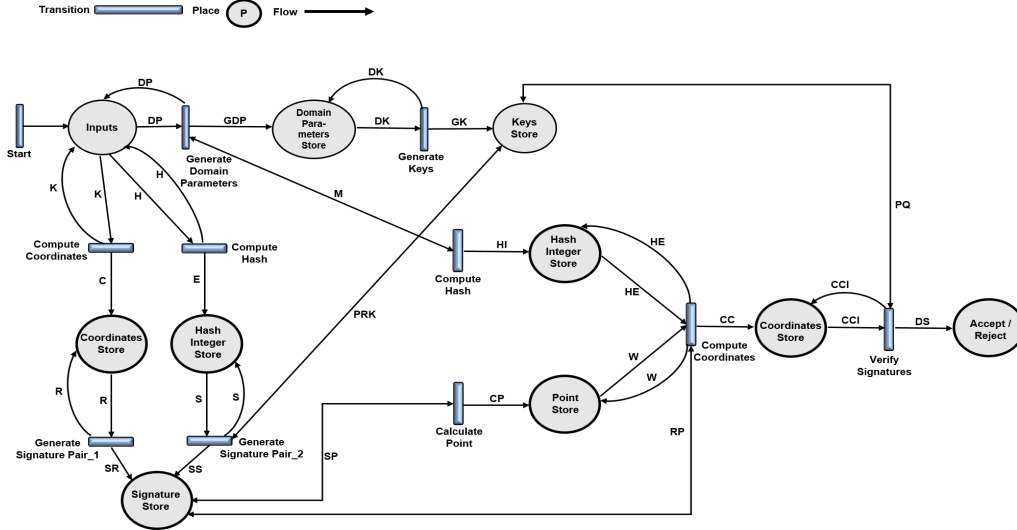 Transition
Place
P
Flow
DP
DP
DK
DK
GDP
GK
Start
Inputs
Domain
Para-
meters
Store
Keys
Store
Generate
Domain
Parameters
Generate
Keys
K
K
H
H
M
PQ
Compute
Coordinates
Compute
Hash
Compute
Hash
HI
Hash
Integer
Store
HE
HE
C
E
PRK
CC
Compute
Coordinates
Coordinates
Store
CCI
CCI
Verify
Signatures
DS
Accept /
Reject
Coordinates
Store
Hash
Integer
Store
W
W
R
R
S
S
Calculate
Point
CP
Point
Store
RP
Generate
Signature Pair_1
Generate
Signature Pair_2
SR
SS
SP
Signature
Store